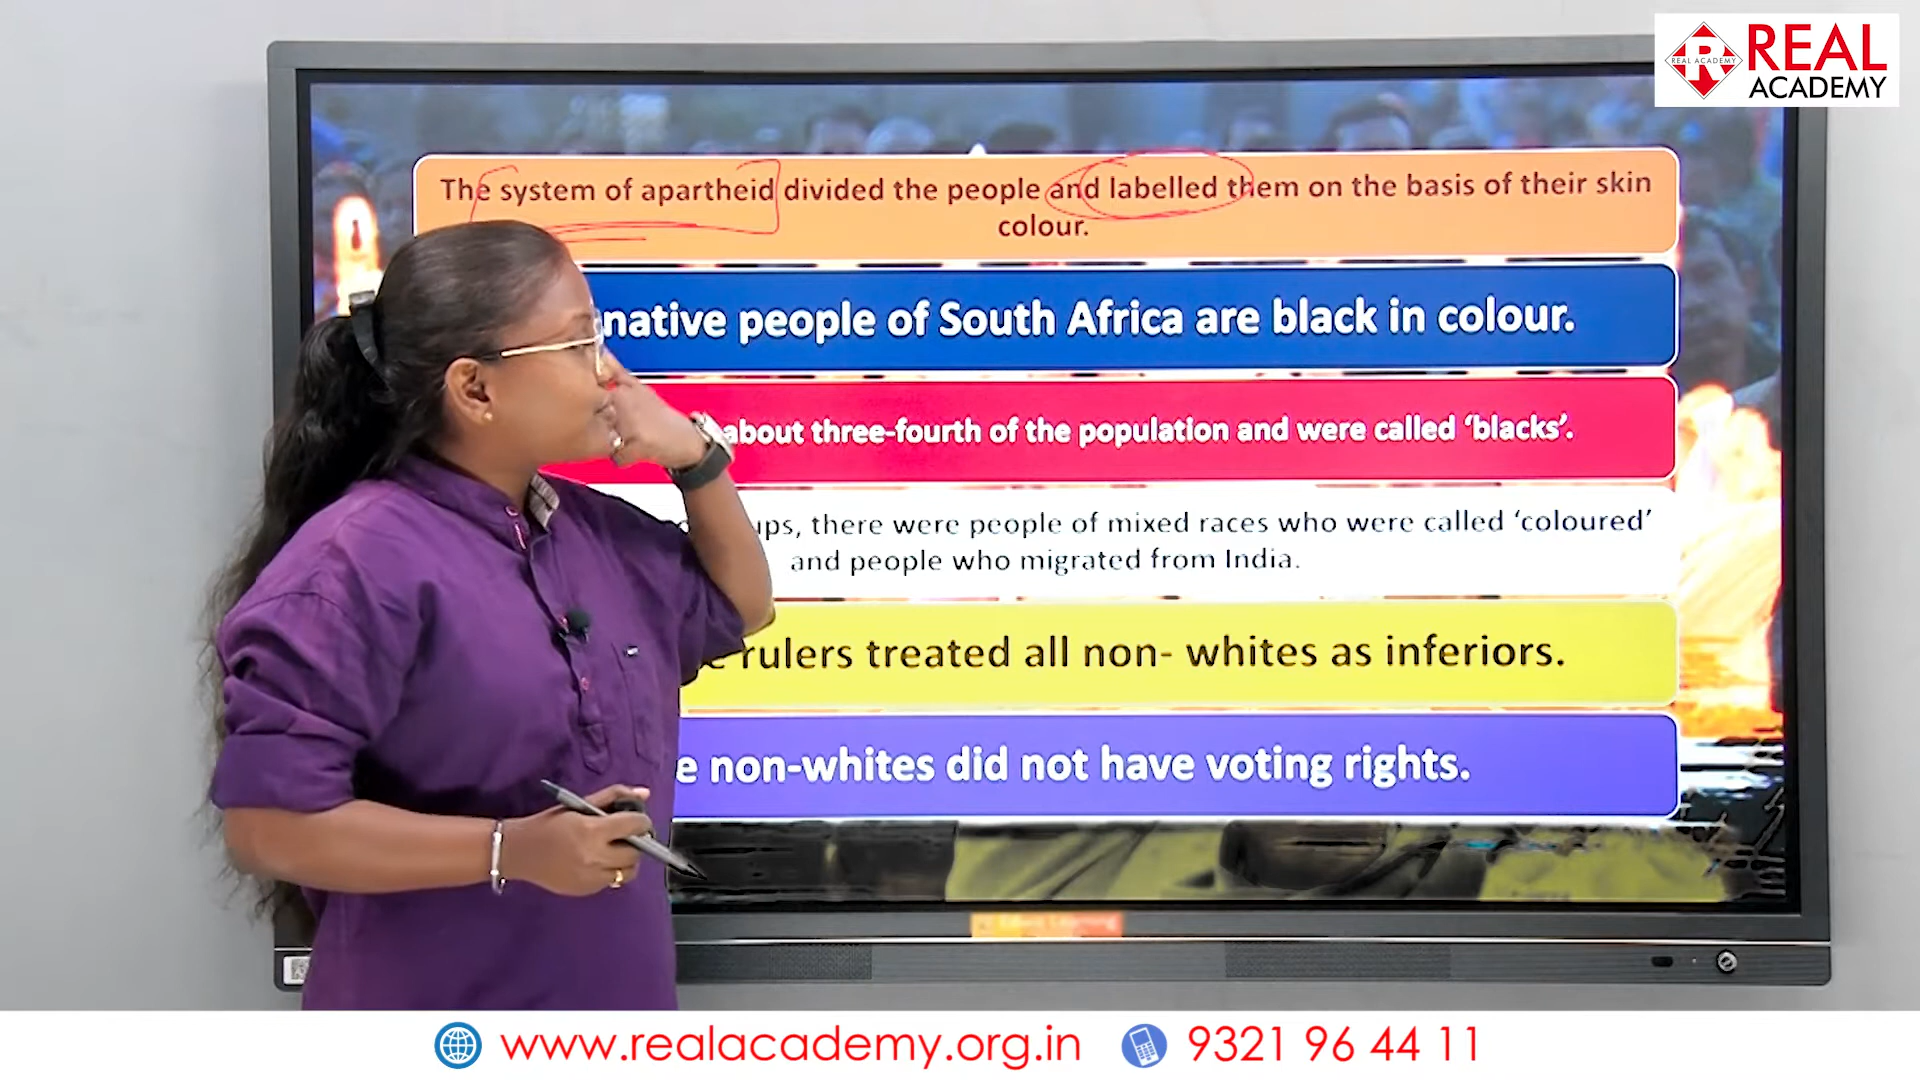 REAL
ACADEMY
R
REAL ACADEMY
The system of apartheid divided the people and labelled them on the basis of their skin
colour.
native people of South Africa are black in colour.
about three-fourth of the population and were called ‘blacks’.
ups, there were people of mixed races who were called ‘coloured’
and people who migrated from India.
rulers treated all non- whites as inferiors.
non-whites did not have voting rights.
www.realacademy.org.in 9321 96 44 11